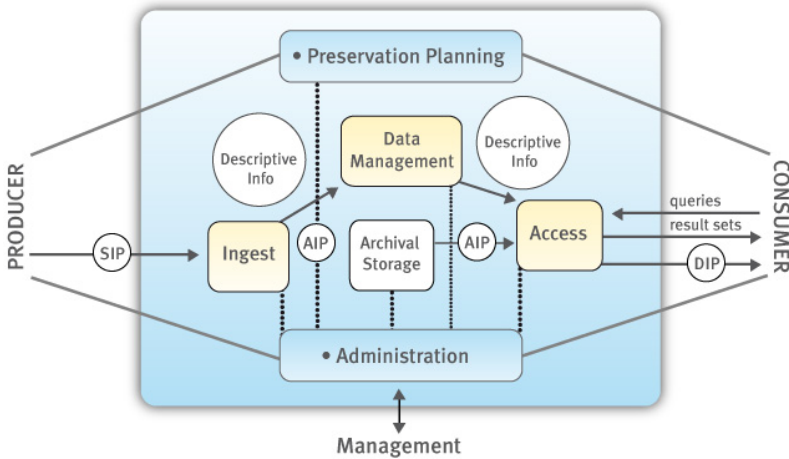 • Preservation Planning
Descriptive
Info
Data
Management
Descriptive
Info
PRODUCER
CONSUMER
SIP
Ingest
AIP
Archival
Storage
AIP
Access
queries
result sets
DIP
• Administration
Management